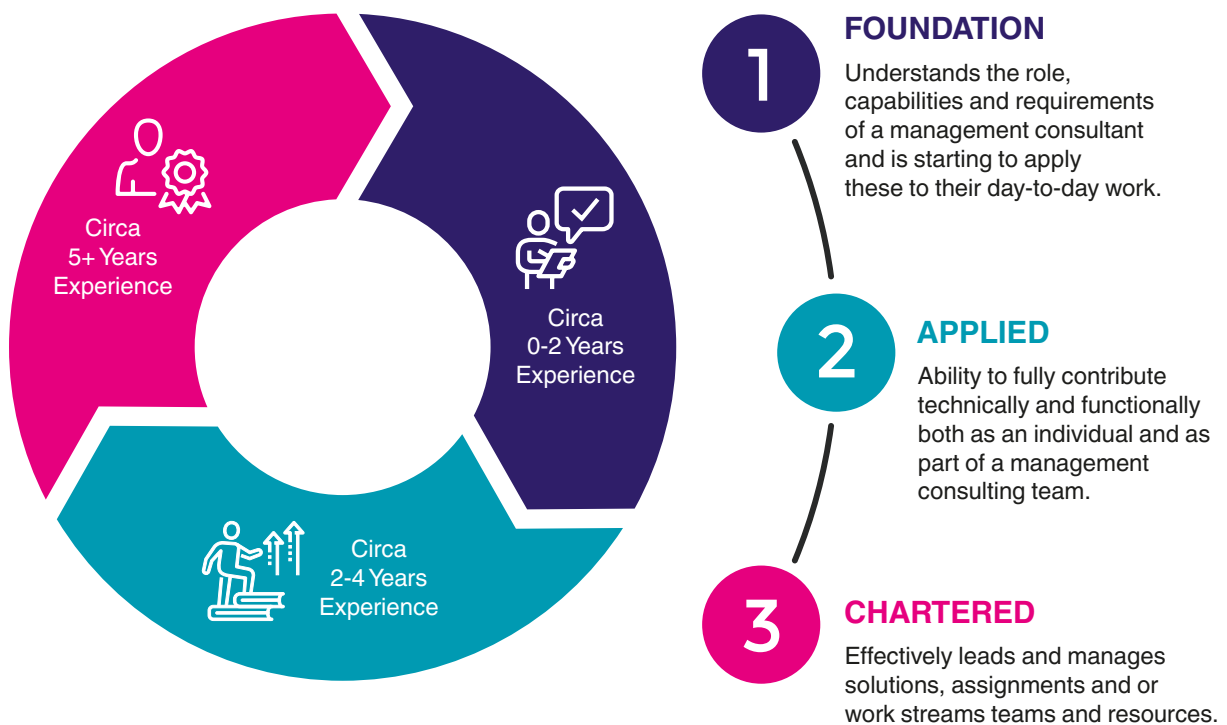 Circa
5+ Years
Experience
Circa
0-2 Years
Experience
Circa
2-4 Years
Experience
1
FOUNDATION
Understands the role,
capabilities and requirements
of a management consultant
and is starting to apply
these to their day-to-day work.
2
APPLIED
Ability to fully contribute
technically and functionally
both as an individual and as
part of a management
consulting team.
3
CHARTERED
Effectively leads and manages
solutions, assignments and or
work streams teams and resources.